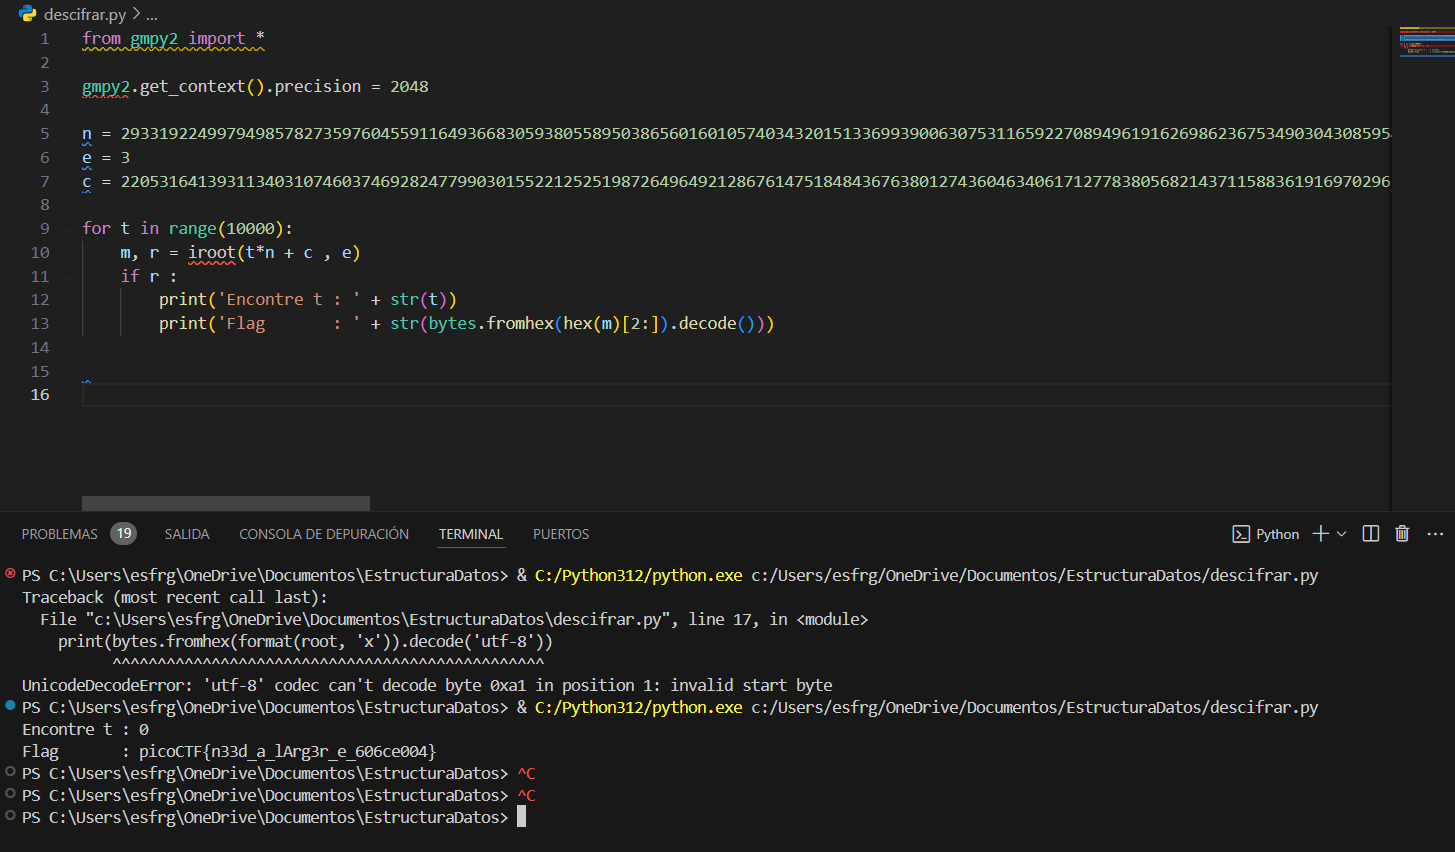 descifrar.py > ...
1 from gmpy2 import *
2
3 gmpy2.get_context().precision = 2048
4
5 n = 2933192249979498578273597604559116493668305938055895038656016010574034320151336993900630753116592270894961916269862367534903043085954
6 e = 3
7 c = 2205316413931134031074603746928247799030155221252519872649649212867614751848436763801274360463406171277838056821437115883619169702963
8
9 for t in range(10000):
10 m, r = iroot(t*n + c , e)
11 if r :
12 print('Encontre t : ' + str(t))
13 print('Flag       : ' + str(bytes.fromhex(hex(m)[2:]).decode()))
14
15
16
PROBLEMAS 19 SALIDA CONSOLA DE DEPURACIÓN TERMINAL PUERTOS Python
PS C:\Users\esfrg\OneDrive\Documentos\EstructuraDatos> & C:/Python312/python.exe c:/Users/esfrg/OneDrive/Documentos/EstructuraDatos/descifrar.py
Traceback (most recent call last):
File "c:\Users\esfrg\OneDrive\Documentos\EstructuraDatos\descifrar.py", line 17, in <module>
print(bytes.fromhex(format(root, 'x')).decode('utf-8'))
^^^^^^^^^^^^^^^^^^^^^^^^^^^^^^^^^^^^^^^^^^^^^^^^
UnicodeDecodeError: 'utf-8' codec can't decode byte 0xa1 in position 1: invalid start byte
PS C:\Users\esfrg\OneDrive\Documentos\EstructuraDatos> & C:/Python312/python.exe c:/Users/esfrg/OneDrive/Documentos/EstructuraDatos/descifrar.py
Encontre t : 0
Flag       : picoCTF{n33d_a_lArg3r_e_606ce004}
PS C:\Users\esfrg\OneDrive\Documentos\EstructuraDatos> ^C
PS C:\Users\esfrg\OneDrive\Documentos\EstructuraDatos> ^C
PS C:\Users\esfrg\OneDrive\Documentos\EstructuraDatos>